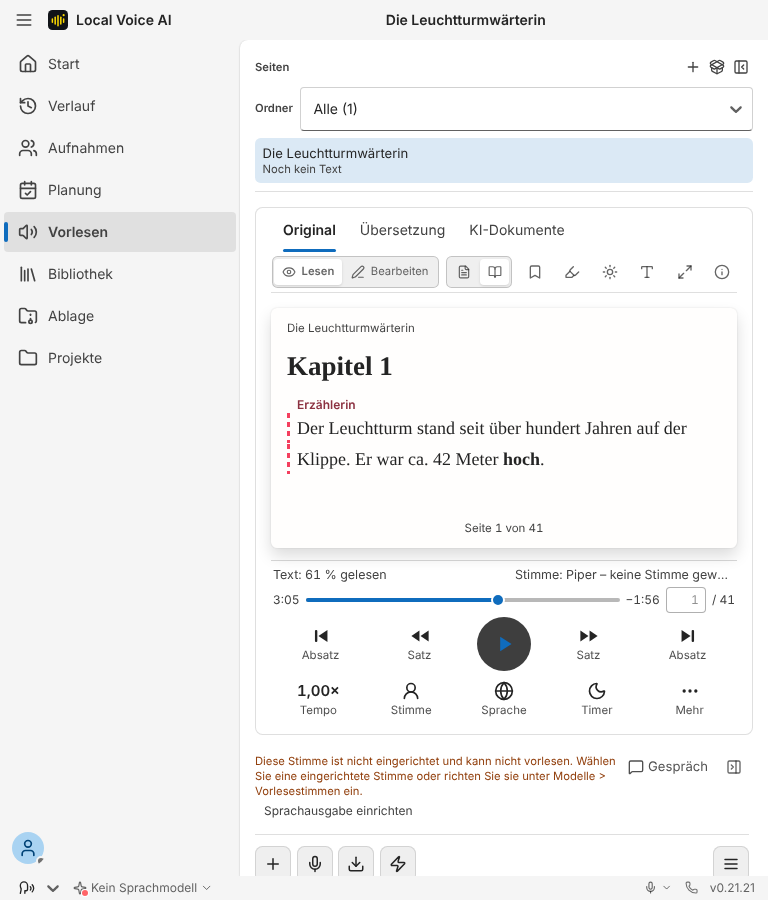 Local Voice AI
Die Leuchtturmwärterin
Start
Verlauf
Aufnahmen
Planung
Vorlesen
Bibliothek
Ablage
Projekte
Seiten
Ordner
Alle (1)
Die Leuchtturmwärterin
Noch kein Text
Original Übersetzung KI-Dokumente
Lesen Bearbeiten
Die Leuchtturmwärterin
Kapitel 1
Erzählerin
Der Leuchtturm stand seit über hundert Jahren auf der
Klippe. Er war ca. 42 Meter hoch.
Seite 1 von 41
Text: 61 % gelesen Stimme: Piper – keine Stimme gew...
3:05 −1:56 1 / 41
Absatz Satz Satz Absatz
1,00×
Tempo Stimme Sprache Timer Mehr
Diese Stimme ist nicht eingerichtet und kann nicht vorlesen. Wählen
Sie eine eingerichtete Stimme oder richten Sie sie unter Modelle >
Vorlesestimmen ein.
Gespräch
Sprachausgabe einrichten
Kein Sprachmodell
v0.21.21